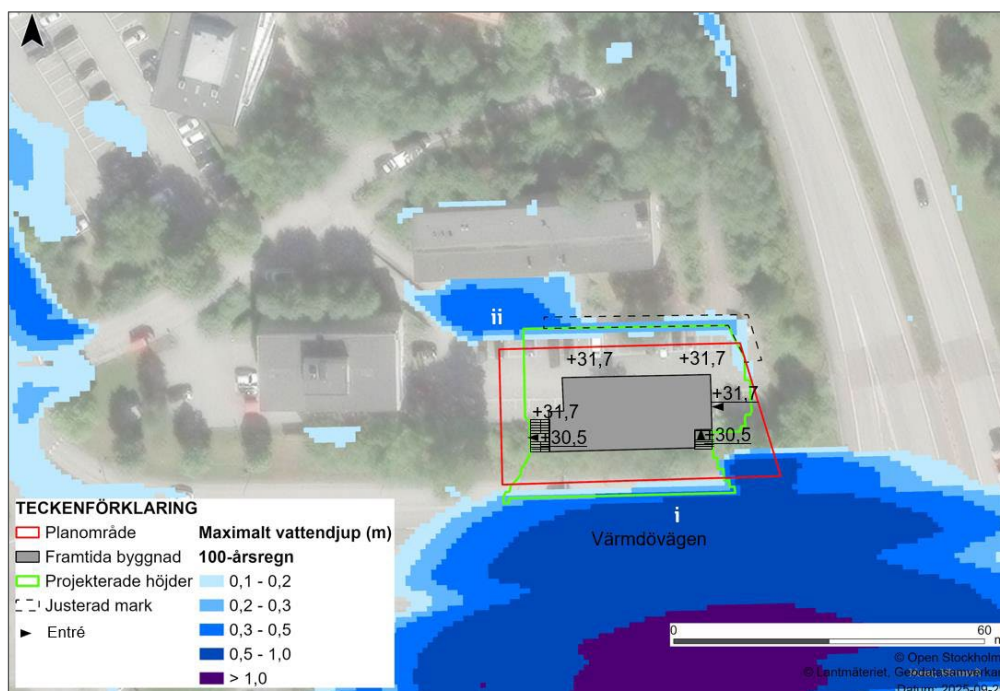 ii
+31,7 +31,7
+31,7
+31,7
+30,5 +30,5
i
Värmdövägen
TECKENFÖRKLARING
Planområde
Framtida byggnad
Projekterade höjder
Justerad mark
Entré
Maximalt vattendjup (m)
100-årsregn
0,1 - 0,2
0,2 - 0,3
0,3 - 0,5
0,5 - 1,0
> 1,0
0 60
© Open Stockholm
© Lantmäteriet, Geodatasamverka